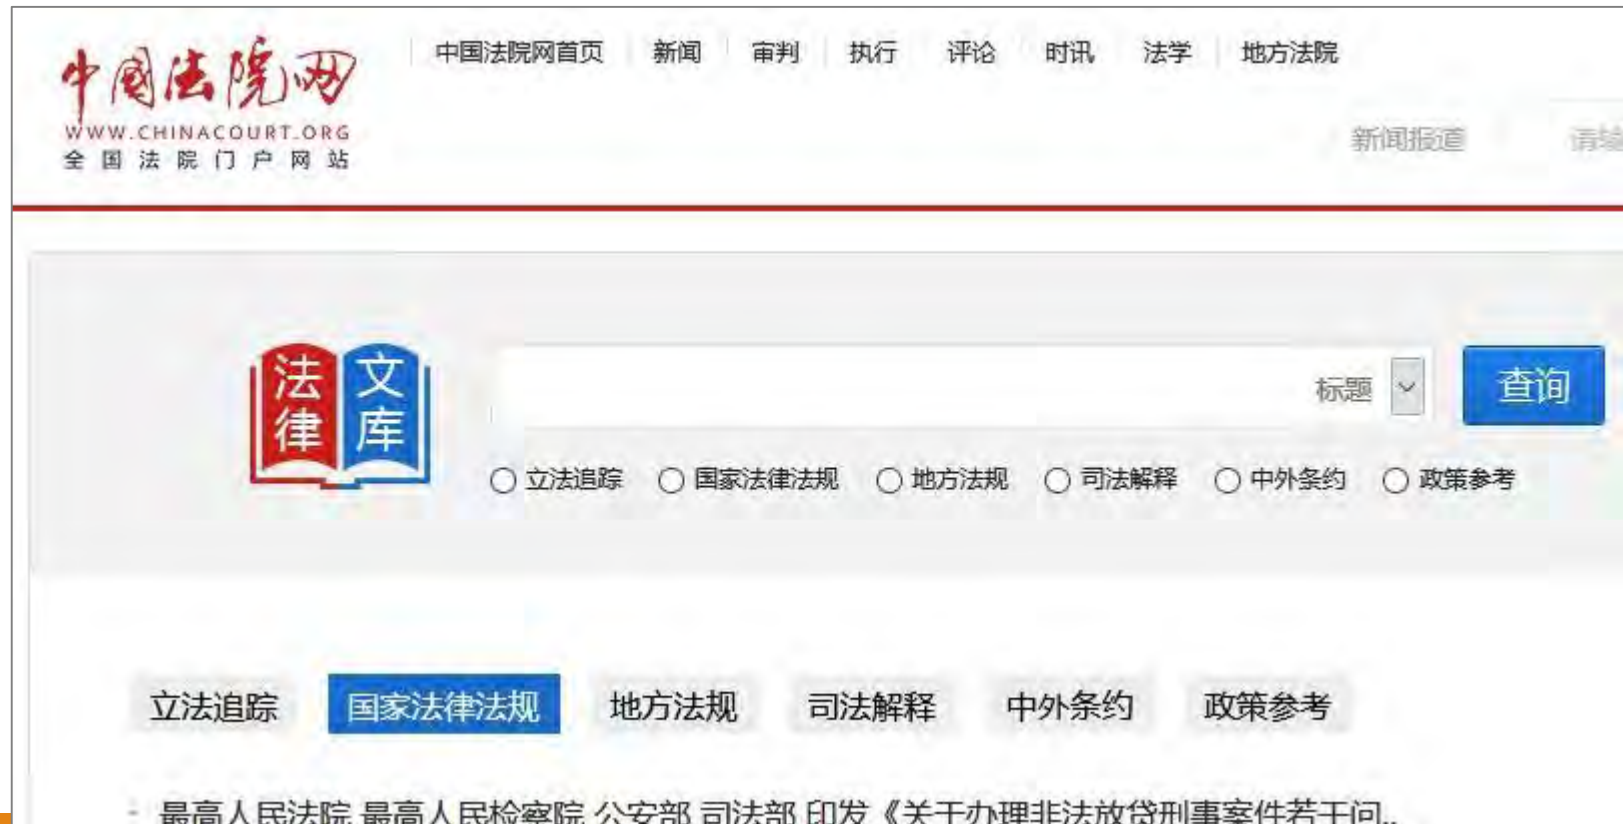 中国法院网
WWW.CHINACOURT.ORG
全国法院门户网站
中国法院网首页 新闻 审判 执行 评论 时讯 法学 地方法院
新闻报道 请输
法律
文库
标题 查询
立法追踪 国家法律法规 地方法规 司法解释 中外条约 政策参考
立法追踪 国家法律法规 地方法规 司法解释 中外条约 政策参考
最高人民法院 最高人民检察院 公安部 司法部 印发《关于办理非法放贷刑事案件若干问..